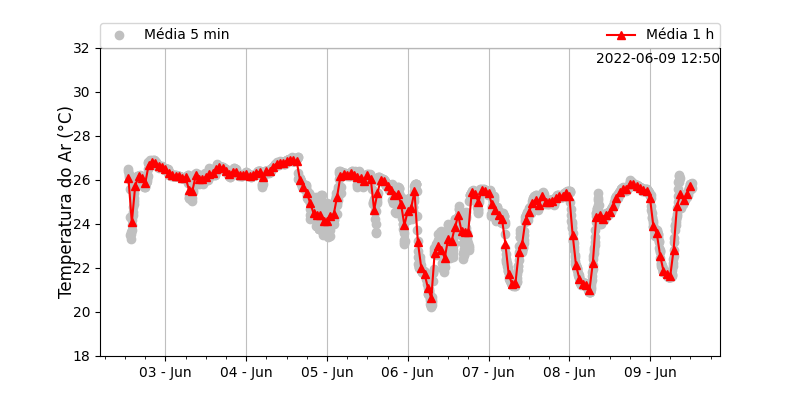 Média 5 min
Média 1 h
2022-06-09 12:50
Temperatura do Ar (°C)
32
30
28
26
24
22
20
18
03 - Jun
04 - Jun
05 - Jun
06 - Jun
07 - Jun
08 - Jun
09 - Jun